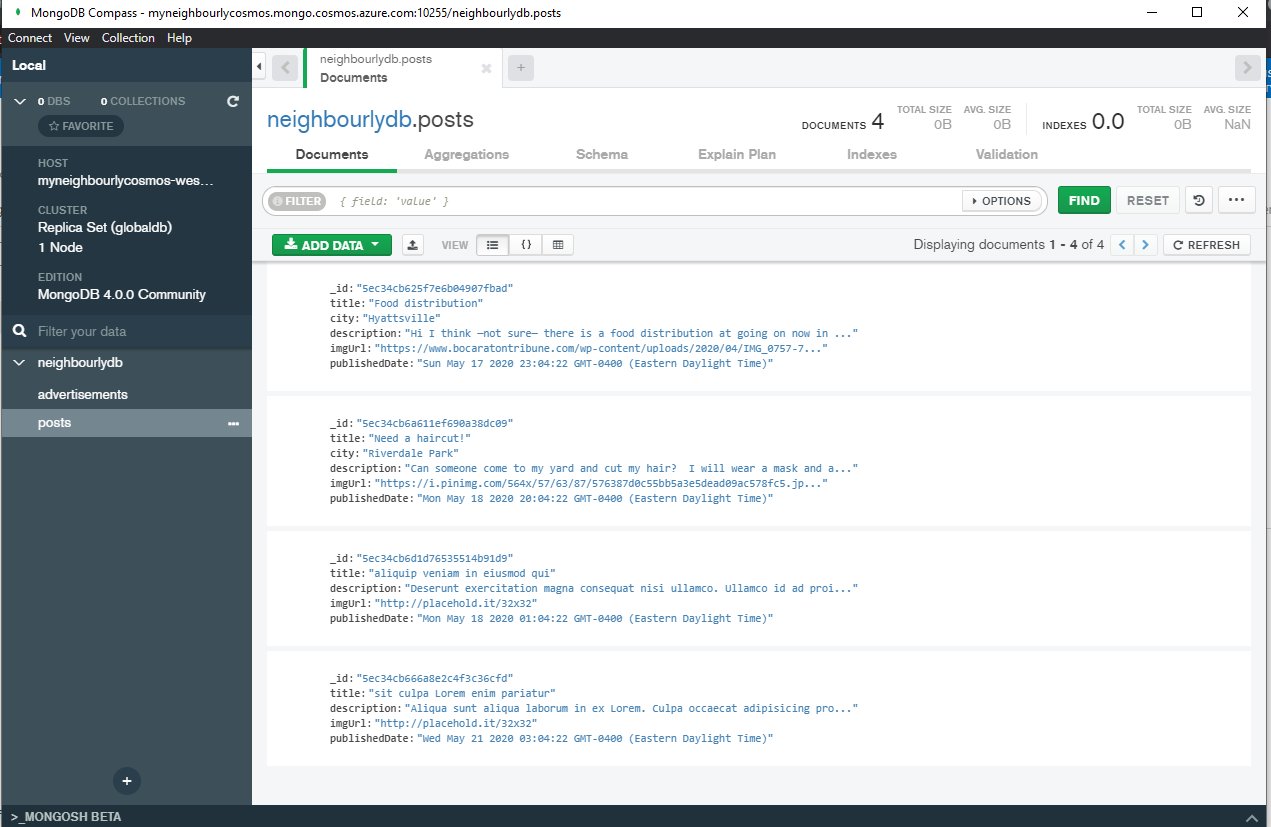 MongoDB Compass - myneighbourlycosmos.mongo.cosmos.azure.com:10255/neighbourlydb.posts
Connect View Collection Help
Local
0 DBS 0 COLLECTIONS
FAVORITE
HOST
myneighbourlycosmos-wes...
CLUSTER
Replica Set (globaldb)
1 Node
EDITION
MongoDB 4.0.0 Community
Filter your data
neighbourlydb
advertisements
posts
neighbourlydb.posts
Documents
neighbourlydb.posts
DOCUMENTS 4 TOTAL SIZE 0B AVG. SIZE 0B INDEXES 0.0 TOTAL SIZE 0B AVG. SIZE NaN
Documents Aggregations Schema Explain Plan Indexes Validation
FILTER { field: 'value' } OPTIONS FIND RESET
ADD DATA VIEW { } Displaying documents 1 - 4 of 4 REFRESH
_id:"5ec34cb625f7e6b04907fbad"
title:"Food distribution"
city:"Hyattsville"
description:"Hi I think —not sure— there is a food distribution at going on now in ..."
imgUrl:"https://www.bocaratontribune.com/wp-content/uploads/2020/04/IMG_0757-7..."
publishedDate:"Sun May 17 2020 23:04:22 GMT-0400 (Eastern Daylight Time)"
_id:"5ec34cb6a611ef690a38dc09"
title:"Need a haircut!"
city:"Riverdale Park"
description:"Can someone come to my yard and cut my hair?  I will wear a mask and a..."
imgUrl:"https://i.pinimg.com/564x/57/63/87/576387d0c55bb5a3e5dead09ac578fc5.jp..."
publishedDate:"Mon May 18 2020 20:04:22 GMT-0400 (Eastern Daylight Time)"
_id:"5ec34cb6d1d76535514b91d9"
title:"aliquip veniam in eiusmod qui"
description:"Deserunt exercitation magna consequat nisi ullamco. Ullamco id ad proi..."
imgUrl:"http://placehold.it/32x32"
publishedDate:"Mon May 18 2020 01:04:22 GMT-0400 (Eastern Daylight Time)"
_id:"5ec34cb666a8e2c4f3c36cfd"
title:"sit culpa Lorem enim pariatur"
description:"Aliqua sunt aliqua laborum in ex Lorem. Culpa occaecat adipisicing pro..."
imgUrl:"http://placehold.it/32x32"
publishedDate:"Wed May 21 2020 03:04:22 GMT-0400 (Eastern Daylight Time)"
>_MONGOSH BETA